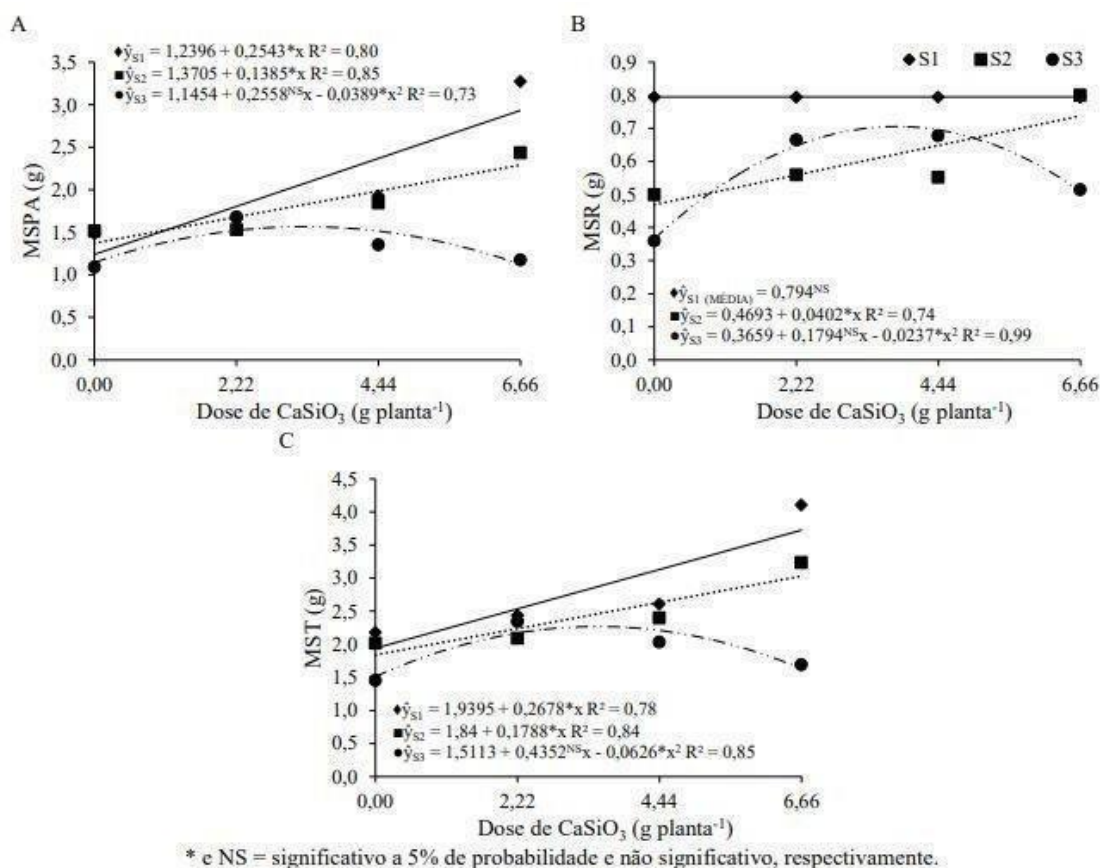 A
♦ŷS1 = 1,2396 + 0,2543*x R² = 0,80
■ŷS2 = 1,3705 + 0,1385*x R² = 0,85
●ŷS3 = 1,1454 + 0,2558ᴺˢx - 0,0389*x² R² = 0,73
3,5
3,0
2,5
2,0
1,5
1,0
0,5
0,0
MSPA (g)
0,00 2,22 4,44 6,66
Dose de CaSiO₃ (g planta⁻¹)
B
♦ S1 ■ S2 ● S3
0,9
0,8
0,7
0,6
0,5
0,4
0,3
0,2
0,1
0,0
MSR (g)
♦ŷS1 (MÉDIA) = 0,794ᴺˢ
■ŷS2 = 0,4693 + 0,0402*x R² = 0,74
●ŷS3 = 0,3659 + 0,1794ᴺˢx - 0,0237*x² R² = 0,99
0,00 2,22 4,44 6,66
Dose de CaSiO₃ (g planta⁻¹)
C
4,5
4,0
3,5
3,0
2,5
2,0
1,5
1,0
0,5
0,0
MST (g)
♦ŷS1 = 1,9395 + 0,2678*x R² = 0,78
■ŷS2 = 1,84 + 0,1788*x R² = 0,84
●ŷS3 = 1,5113 + 0,4352ᴺˢx - 0,0626*x² R² = 0,85
0,00 2,22 4,44 6,66
Dose de CaSiO₃ (g planta⁻¹)
* e NS = significativo a 5% de probabilidade e não significativo, respectivamente.